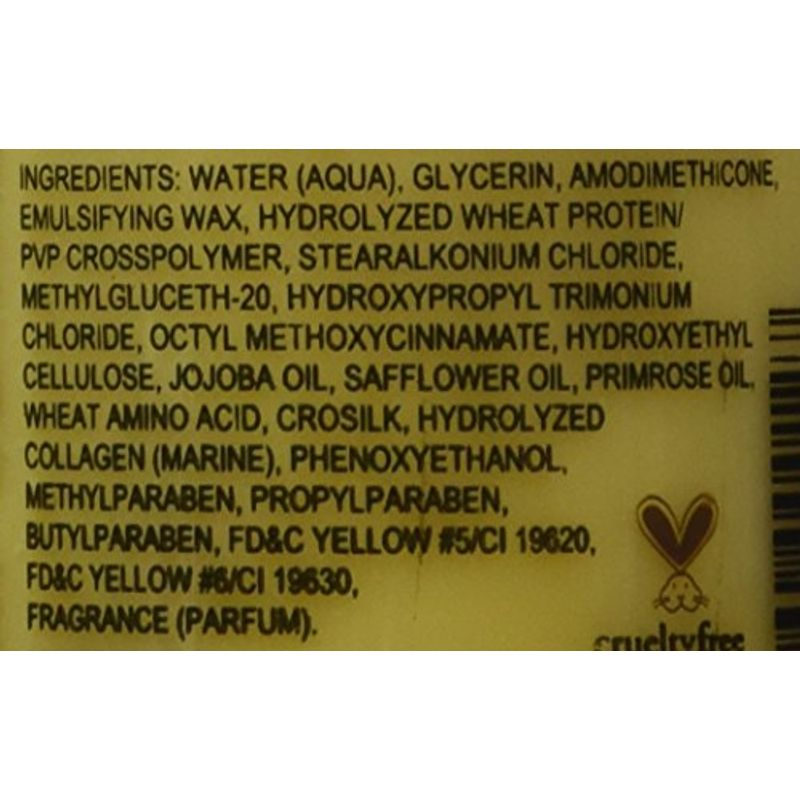 INGREDIENTS: WATER (AQUA), GLYCERIN, AMODIMETHICONE,
EMULSIFYING WAX, HYDROLYZED WHEAT PROTEIN/
PVP CROSSPOLYMER, STEARALKONIUM CHLORIDE,
METHYLGLUCETH-20, HYDROXYPROPYL TRIMONIUM
CHLORIDE, OCTYL METHOXYCINNAMATE, HYDROXYETHYL
CELLULOSE, JOJOBA OIL, SAFFLOWER OIL, PRIMROSE OIL,
WHEAT AMINO ACID, CROSILK, HYDROLYZED
COLLAGEN (MARINE), PHENOXYETHANOL,
METHYLPARABEN, PROPYLPARABEN,
BUTYLPARABEN, FD&C YELLOW #5/CI 19620,
FD&C YELLOW #6/CI 19630,
FRAGRANCE (PARFUM).
crueltyfree